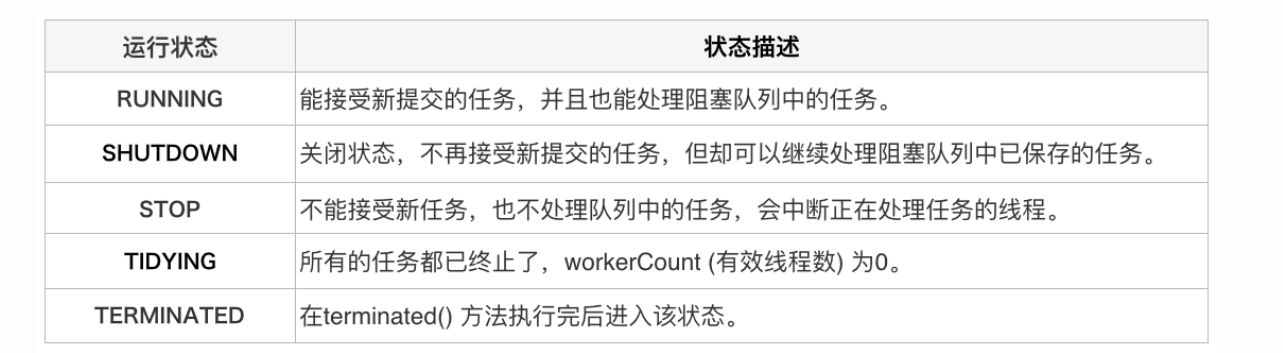 运行状态 状态描述
RUNNING 能接受新提交的任务，并且也能处理阻塞队列中的任务。
SHUTDOWN 关闭状态，不再接受新提交的任务，但却可以继续处理阻塞队列中已保存的任务。
STOP 不能接受新任务，也不处理队列中的任务，会中断正在处理任务的线程。
TIDYING 所有的任务都已终止了，workerCount (有效线程数) 为0。
TERMINATED 在terminated() 方法执行完后进入该状态。